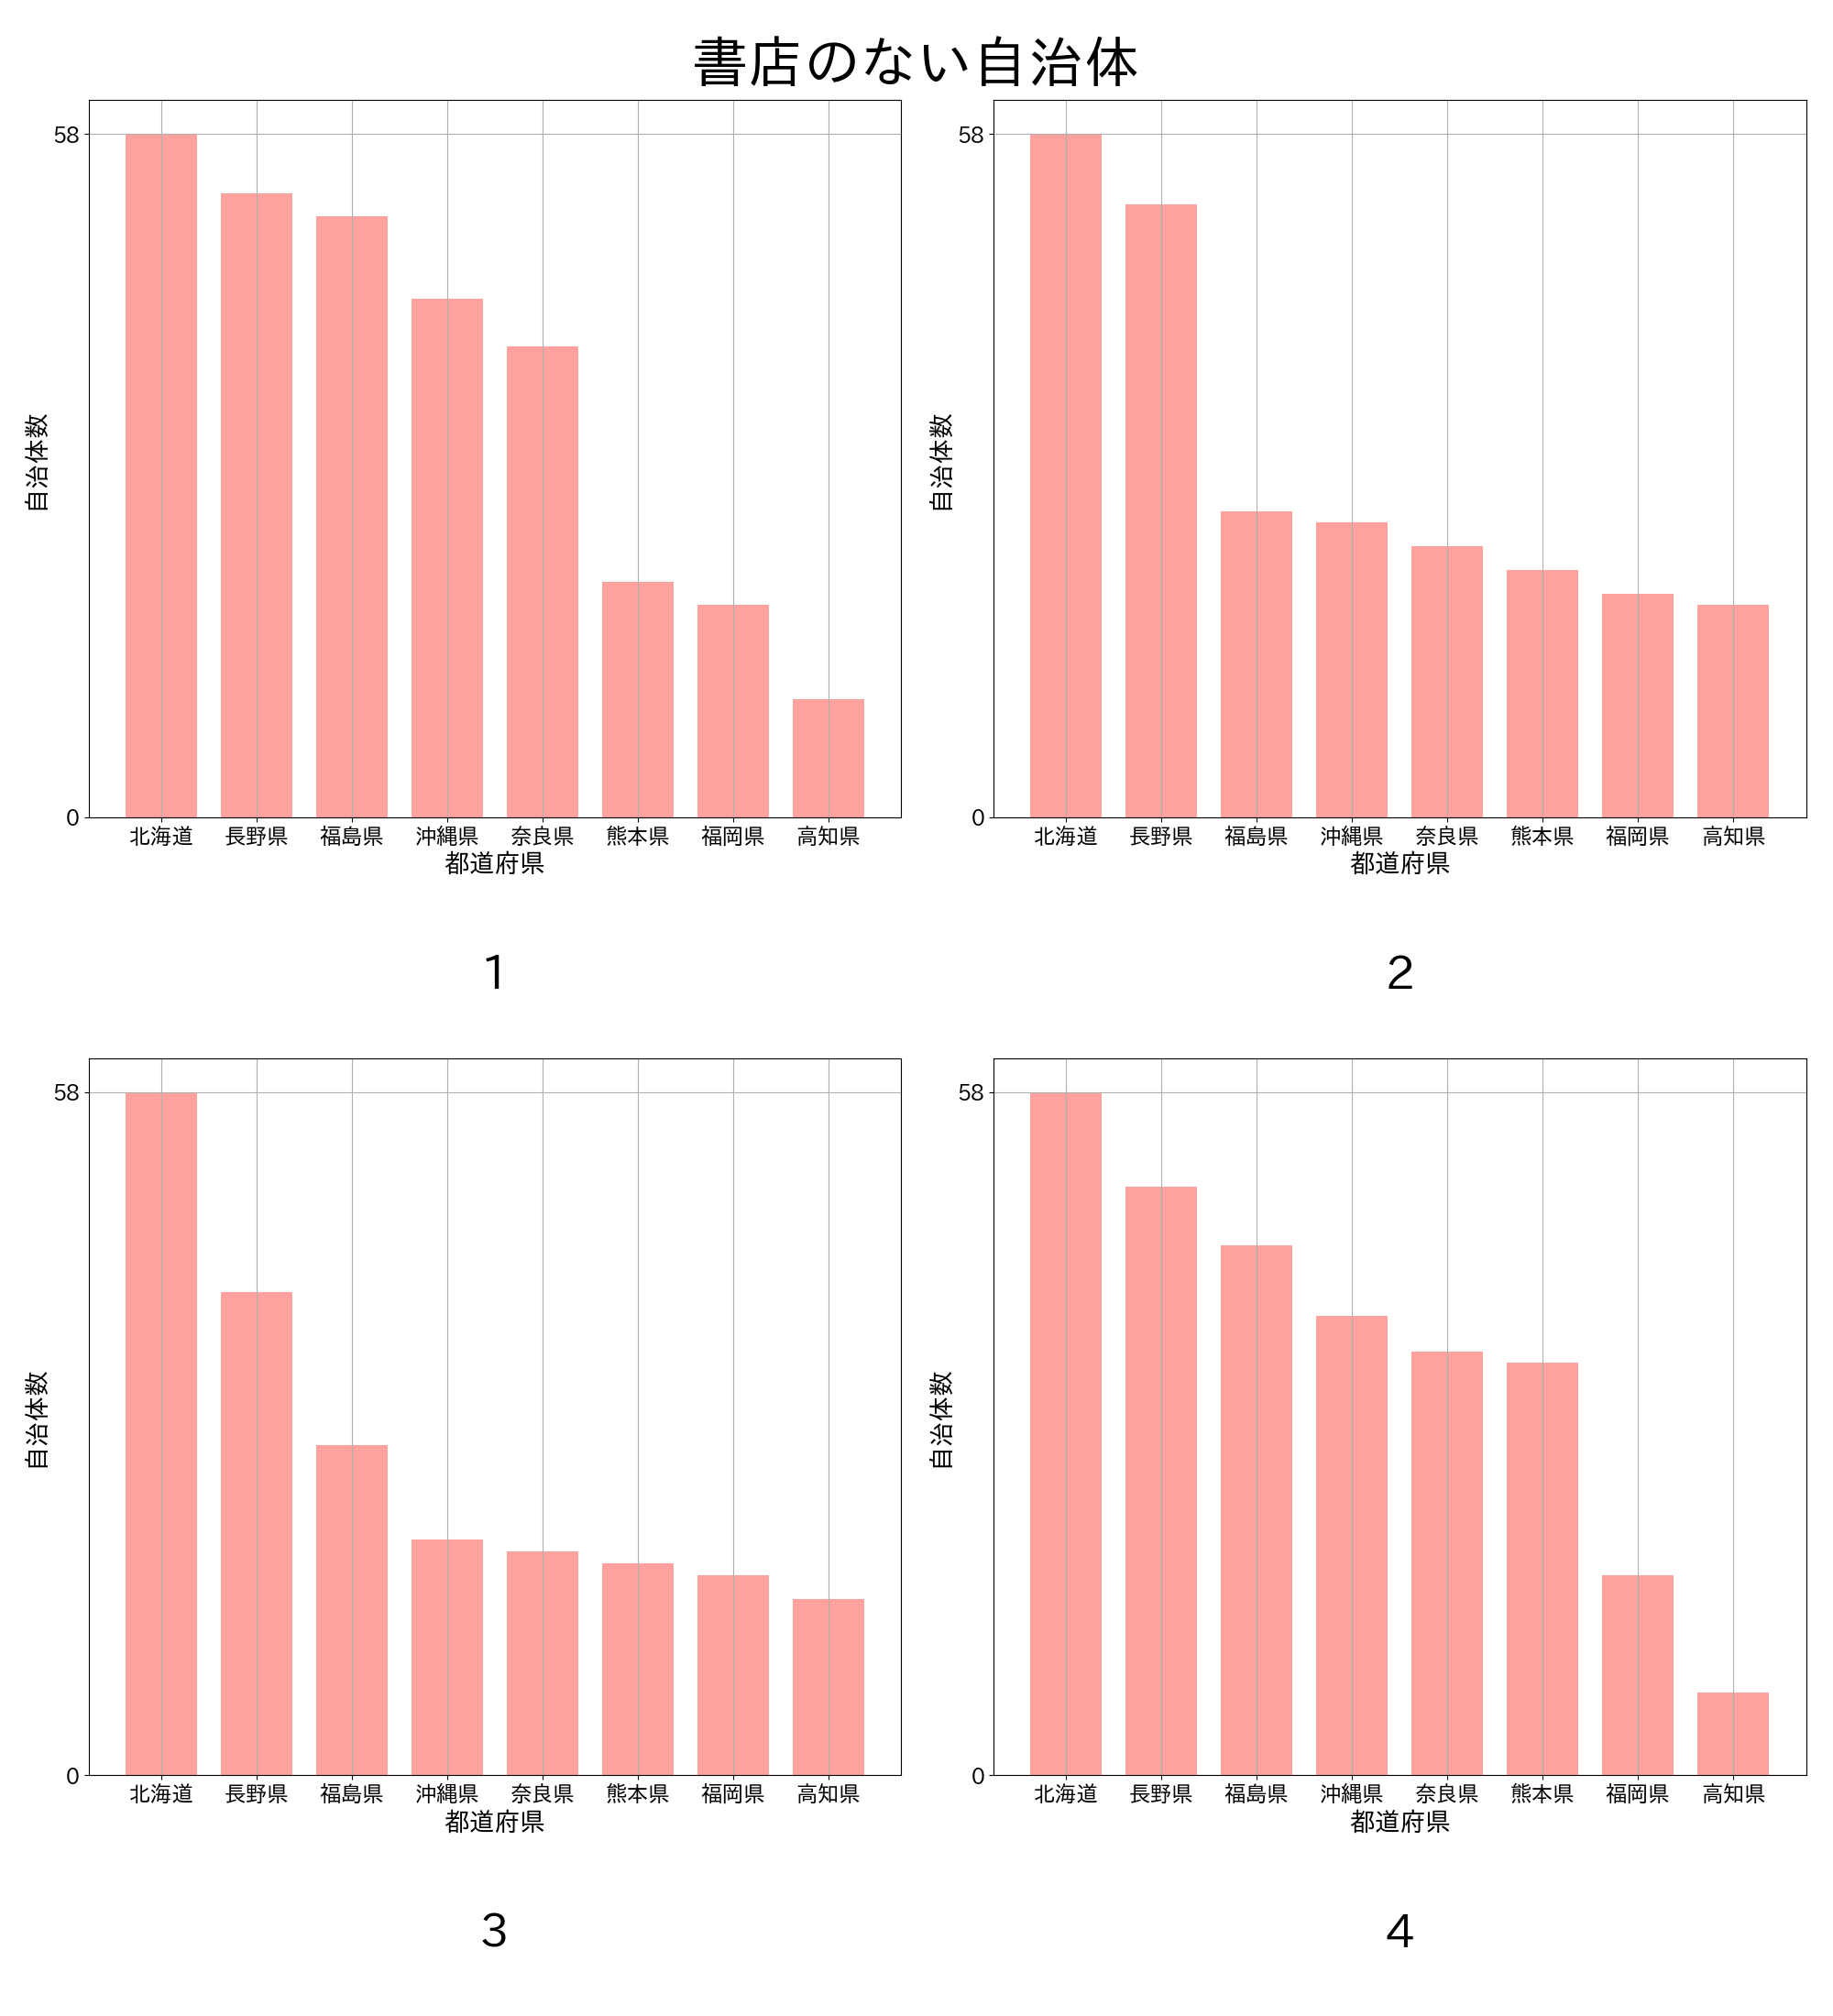 書店のない自治体
58
0
自治体数
北海道 長野県 福島県 沖縄県 奈良県 熊本県 福岡県 高知県
都道府県
1
58
0
自治体数
北海道 長野県 福島県 沖縄県 奈良県 熊本県 福岡県 高知県
都道府県
2
58
0
自治体数
北海道 長野県 福島県 沖縄県 奈良県 熊本県 福岡県 高知県
都道府県
3
58
0
自治体数
北海道 長野県 福島県 沖縄県 奈良県 熊本県 福岡県 高知県
都道府県
4